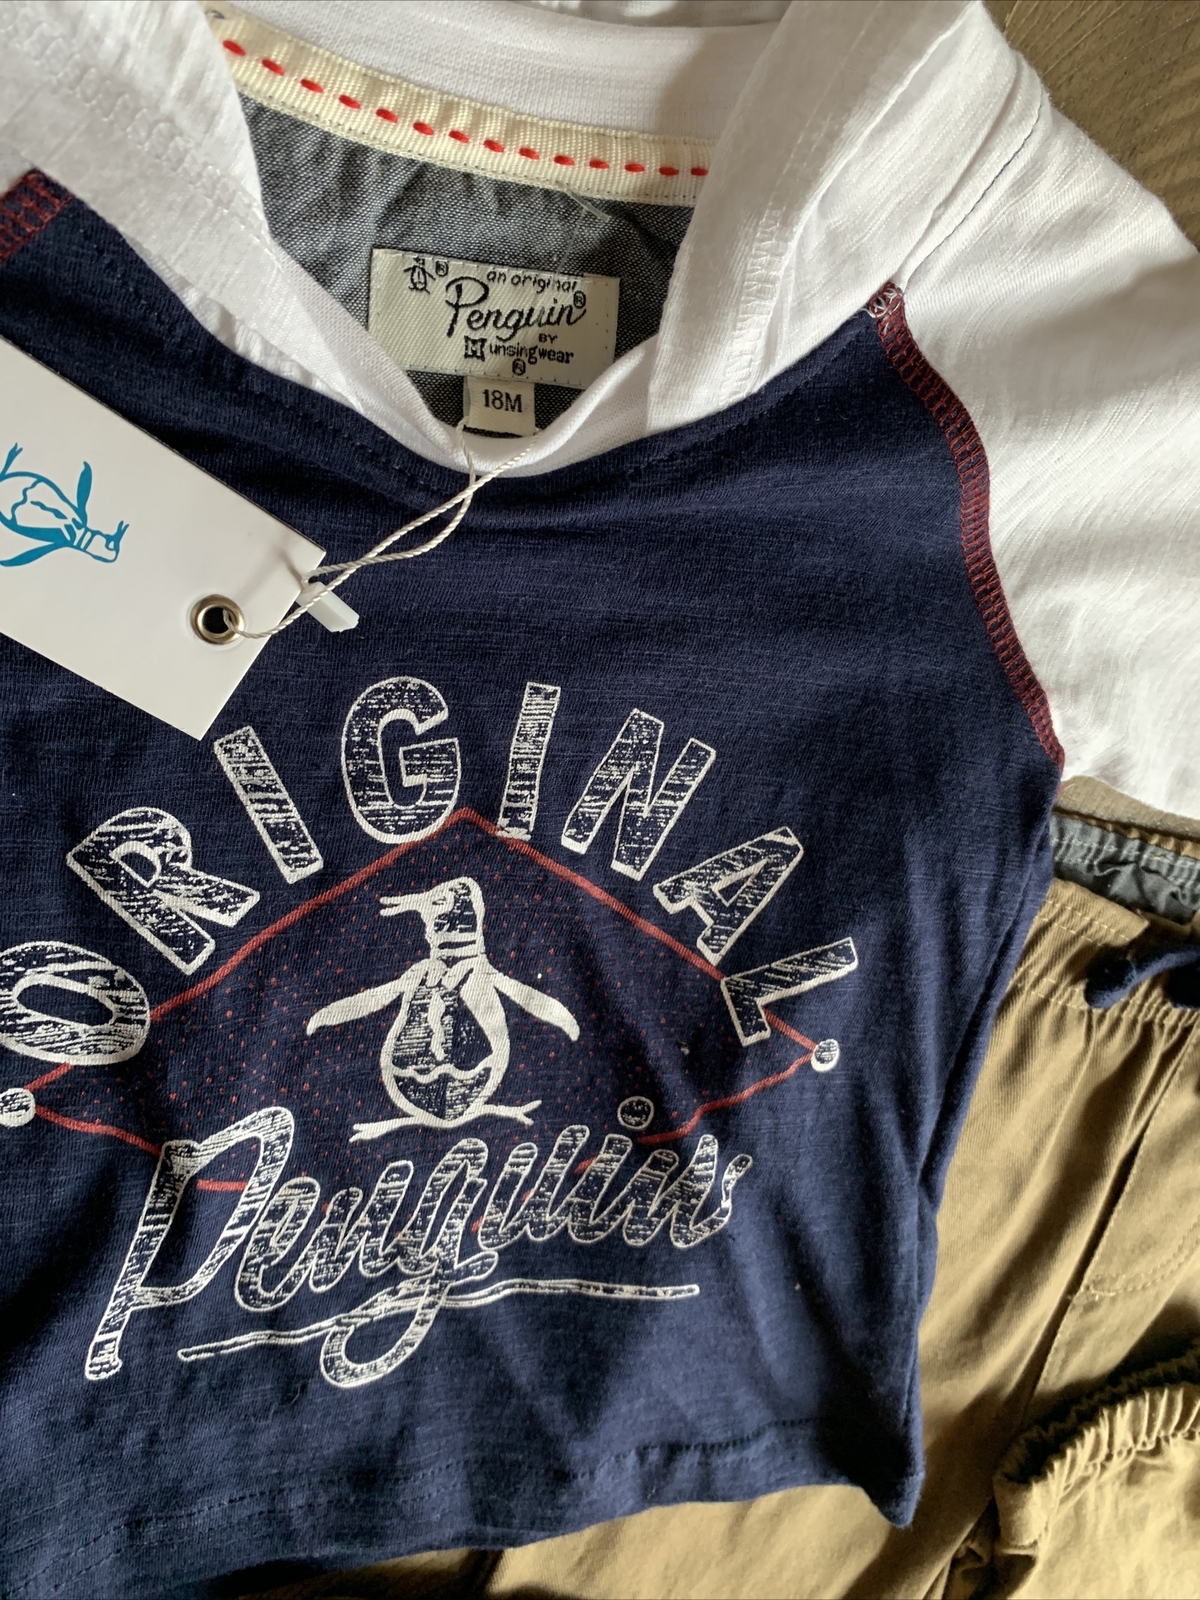 an original
Penguin®
BY
Munsingwear
®
18M
ORIGINAL
Penguin